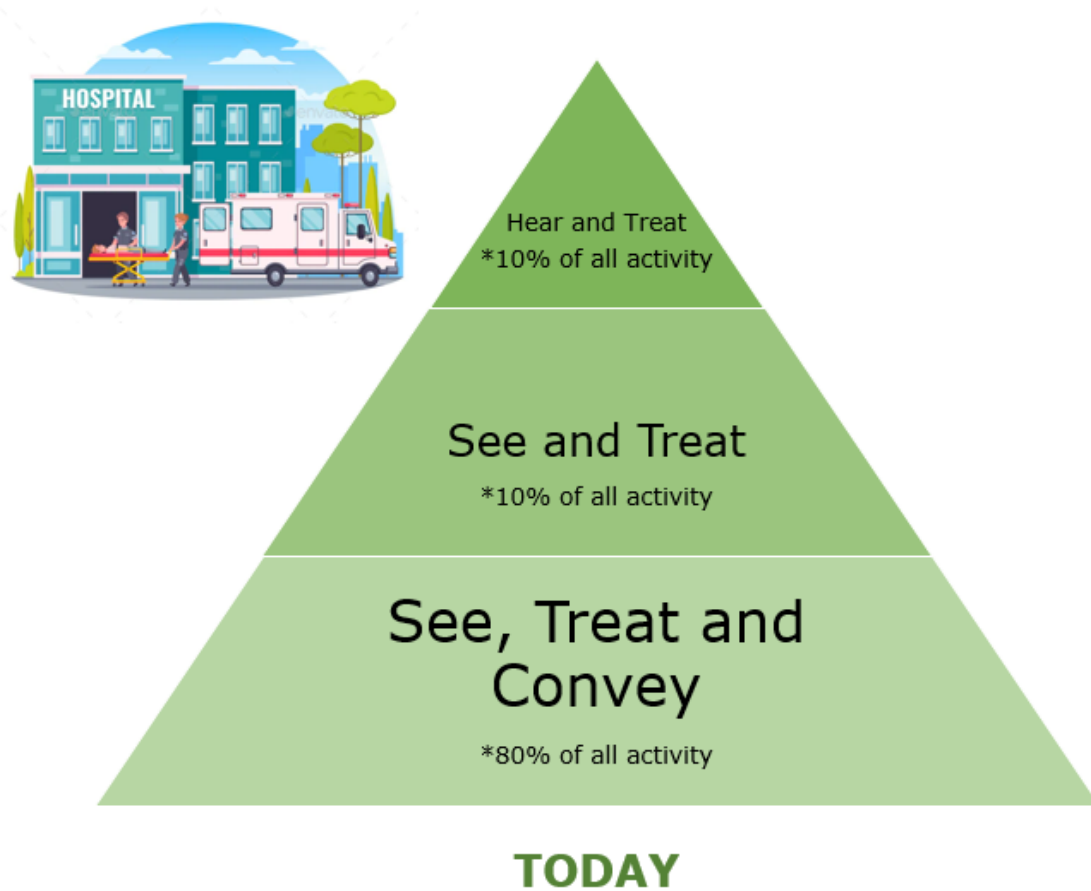 HOSPITAL
Hear and Treat
*10% of all activity
See and Treat
*10% of all activity
See, Treat and
Convey
*80% of all activity
TODAY